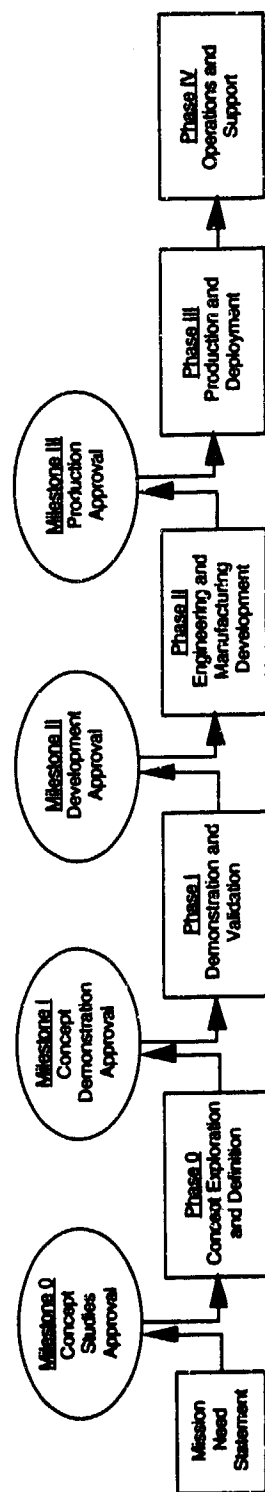 Mission
Need
Statement
Milestone 0
Concept
Studies
Approval
Phase 0
Concept Exploration
and Definition
Milestone I
Concept
Demonstration
Approval
Phase I
Demonstration and
Validation
Milestone II
Development
Approval
Phase II
Engineering and
Manufacturing
Development
Milestone III
Production
Approval
Phase III
Production and
Deployment
Phase IV
Operations and
Support